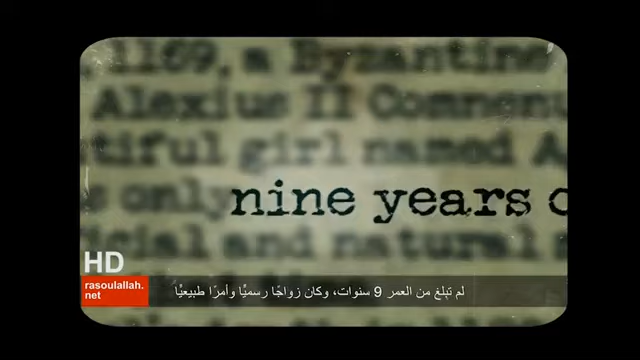 , 1169, a Byzantine
Alexius II Comnenu
tiful girl named A
s only nine years o
icial and natural
HD
rasoulallah.
net
لم تبلغ من العمر 9 سنوات، وكان زواجًا رسميًّا وأمرًا طبيعيًّا